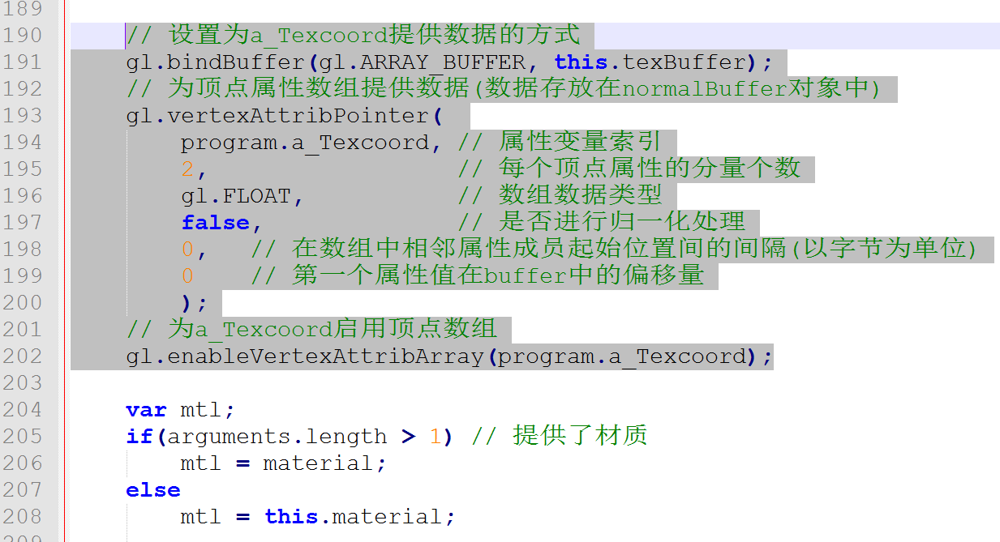 189
190 // 设置为a_Texcoord提供数据的方式
191 gl.bindBuffer(gl.ARRAY_BUFFER, this.texBuffer);
192 // 为顶点属性数组提供数据(数据存放在normalBuffer对象中)
193 gl.vertexAttribPointer(
194 program.a_Texcoord, // 属性变量索引
195 2, // 每个顶点属性的分量个数
196 gl.FLOAT, // 数组数据类型
197 false, // 是否进行归一化处理
198 0, // 在数组中相邻属性成员起始位置间的间隔(以字节为单位)
199 0 // 第一个属性值在buffer中的偏移量
200 );
201 // 为a_Texcoord启用顶点数组
202 gl.enableVertexAttribArray(program.a_Texcoord);
203
204 var mtl;
205 if(arguments.length > 1) // 提供了材质
206 mtl = material;
207 else
208 mtl = this.material;
209